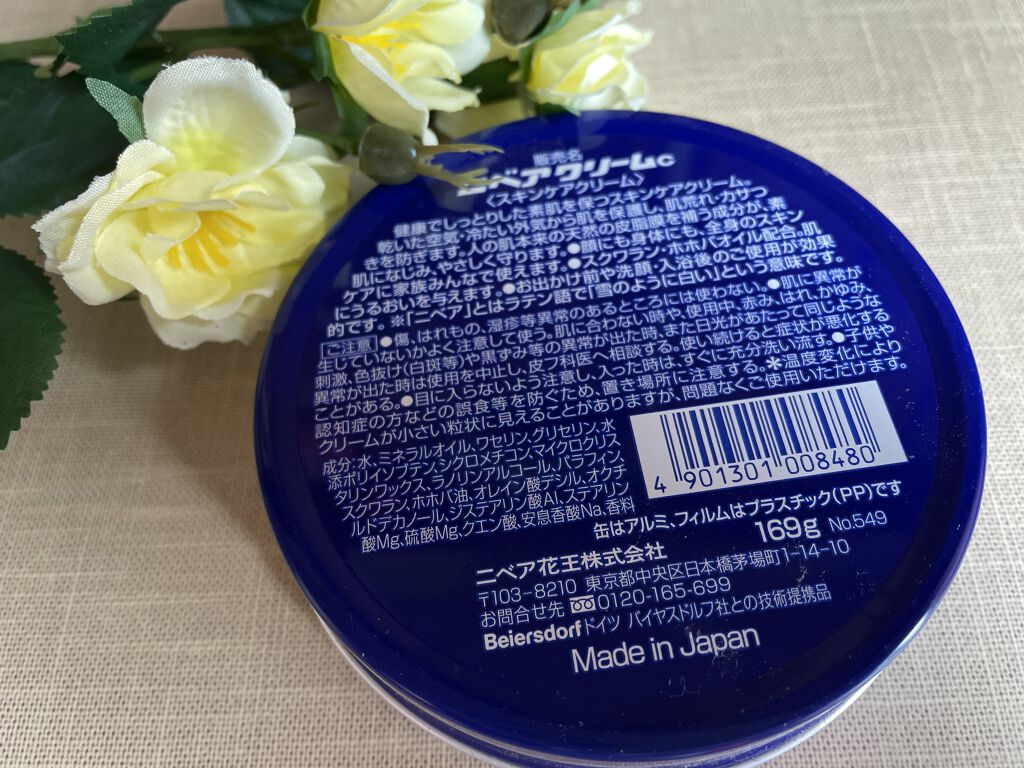 販売名
ニベアクリームc
〈スキンケアクリーム〉
健康でしっとりした素肌を保つスキンケアクリーム。
乾いた空気、冷たい外気から肌を保護し、肌荒れ・カサつ
きを防ぎます。人の肌本来の天然の皮脂膜を補う成分が、素
肌になじみ、やさしく守ります。●顔にも身体にも、全身のスキン
ケアに家族みんなで使えます。●スクワラン、ホホバオイル配合。肌
にうるおいを与えます。●お出かけ前や洗顔・入浴後のご使用が効果
的です。※「ニベア」とはラテン語で「雪のように白い」という意味です。
ご注意 ●傷、はれもの、湿疹等異常のあるところには使わない。●肌に異常が
生じていないかよく注意して使う。肌に合わない時や、使用中、赤み、はれ、かゆみ、
刺激、色抜け(白斑等)や黒ずみ等の異常が出た時、また日光があたって同じような
異常が出た時は使用を中止し、皮フ科医へ相談する。使い続けると症状が悪化する
ことがある。●目に入らないよう注意し、入った時は、すぐに充分洗い流す。●子供や
認知症の方などの誤食等を防ぐため、置き場所に注意する。＊温度変化により
クリームが小さい粒状に見えることがありますが、問題なくご使用いただけます。
成分:水、ミネラルオイル、ワセリン、グリセリン、水
添ポリイソブテン、シクロメチコン、マイクロクリス
タリンワックス、ラノリンアルコール、パラフィン、
スクワラン、ホホバ油、オレイン酸デシル、オクチ
ルドデカノール、ジステアリン酸Al、ステアリン
酸Mg、硫酸Mg、クエン酸、安息香酸Na、香料
4 901301 008480
缶はアルミ、フィルムはプラスチック(PP)です
169g No.549
ニベア花王株式会社
〒103-8210 東京都中央区日本橋茅場町1-14-10
お問合せ先 0120-165-699
Beiersdorfドイツ バイヤスドルフ社との技術提携品
Made in Japan